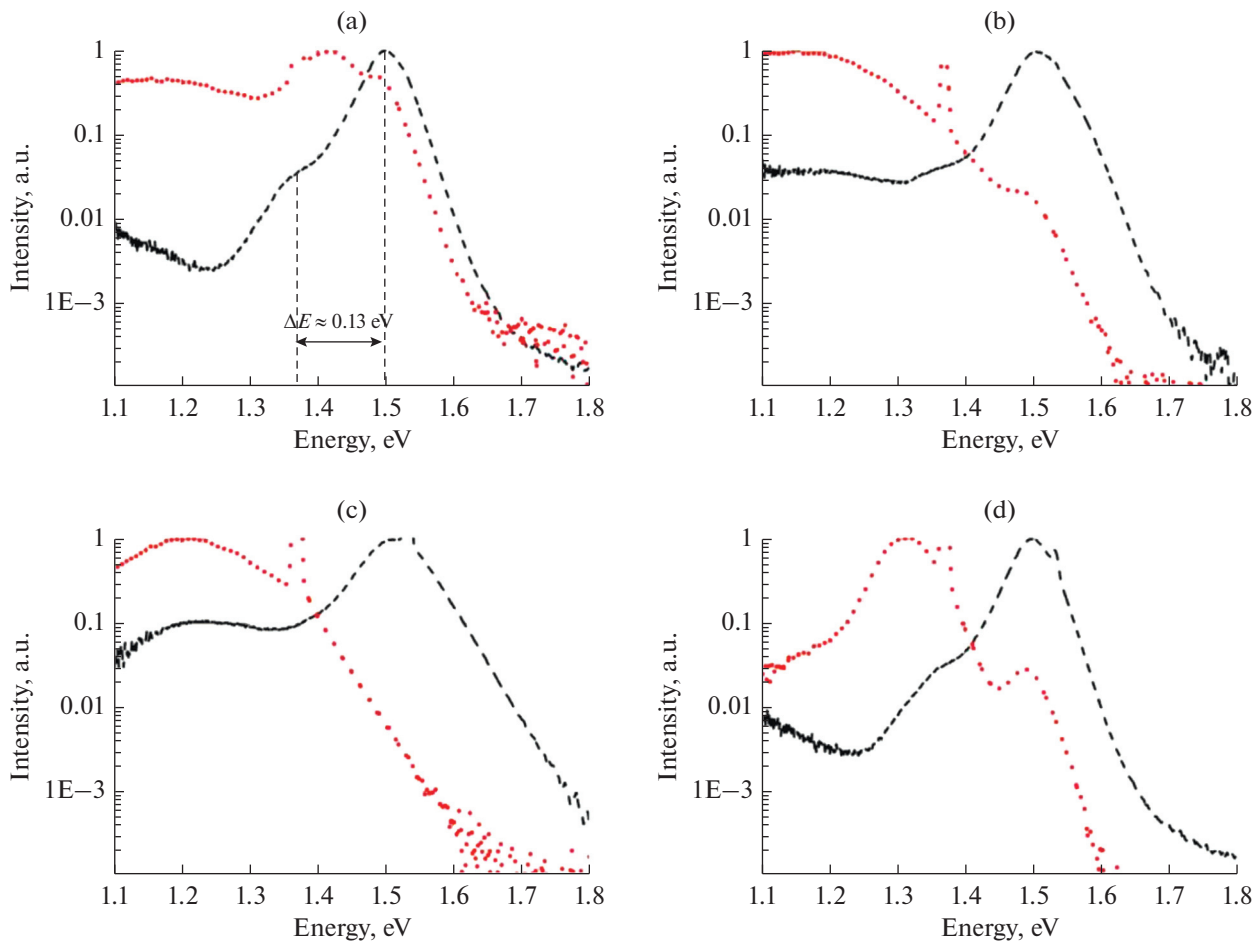 (a)
Intensity, a.u.
1
0.1
0.01
1E−3
ΔE ≈ 0.13 eV
1.1 1.2 1.3 1.4 1.5 1.6 1.7 1.8
Energy, eV
(b)
Intensity, a.u.
1
0.1
0.01
1E−3
1.1 1.2 1.3 1.4 1.5 1.6 1.7 1.8
Energy, eV
(c)
Intensity, a.u.
1
0.1
0.01
1E−3
1.1 1.2 1.3 1.4 1.5 1.6 1.7 1.8
Energy, eV
(d)
Intensity, a.u.
1
0.1
0.01
1E−3
1.1 1.2 1.3 1.4 1.5 1.6 1.7 1.8
Energy, eV